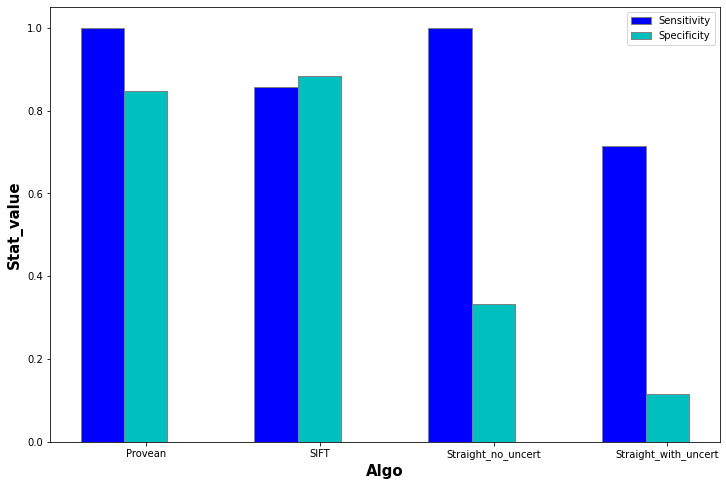 Sensitivity
Specificity
1.0
0.8
0.6
0.4
0.2
0.0
Stat_value
Provean SIFT Straight_no_uncert Straight_with_uncert
Algo